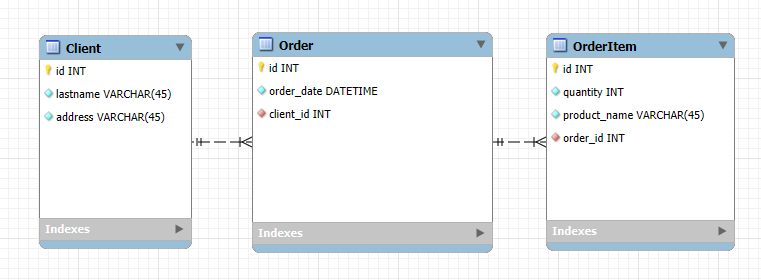 Client
id INT
lastname VARCHAR(45)
address VARCHAR(45)
Indexes
Order
id INT
order_date DATETIME
client_id INT
Indexes
OrderItem
id INT
quantity INT
product_name VARCHAR(45)
order_id INT
Indexes